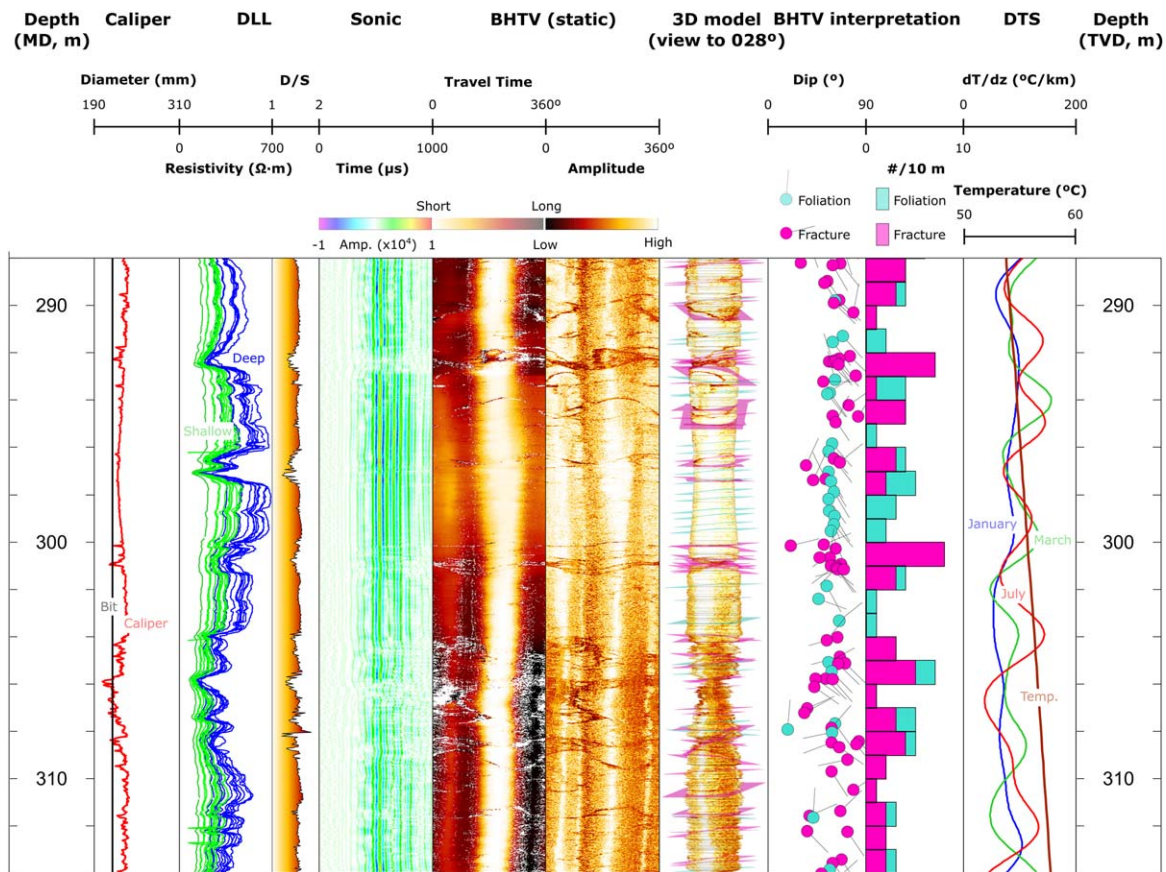 Depth (MD, m)
Caliper
DLL
Sonic
BHTV (static)
3D model (view to 028º)
BHTV interpretation
DTS
Depth (TVD, m)
Diameter (mm)
190 310
Resistivity (Ω·m)
0 700
D/S
1 2
Time (µs)
0 1000
Travel Time
0 360º
Amplitude
0 360º
Dip (º)
0 90
#/10 m
0 10
dT/dz (ºC/km)
0 200
Temperature (ºC)
50 60
-1 Amp. (x10⁴) 1
Short Long
Low High
Foliation
Fracture
Foliation
Fracture
290
300
310
Bit
Caliper
Shallow
Deep
January
March
July
Temp.
290
300
310